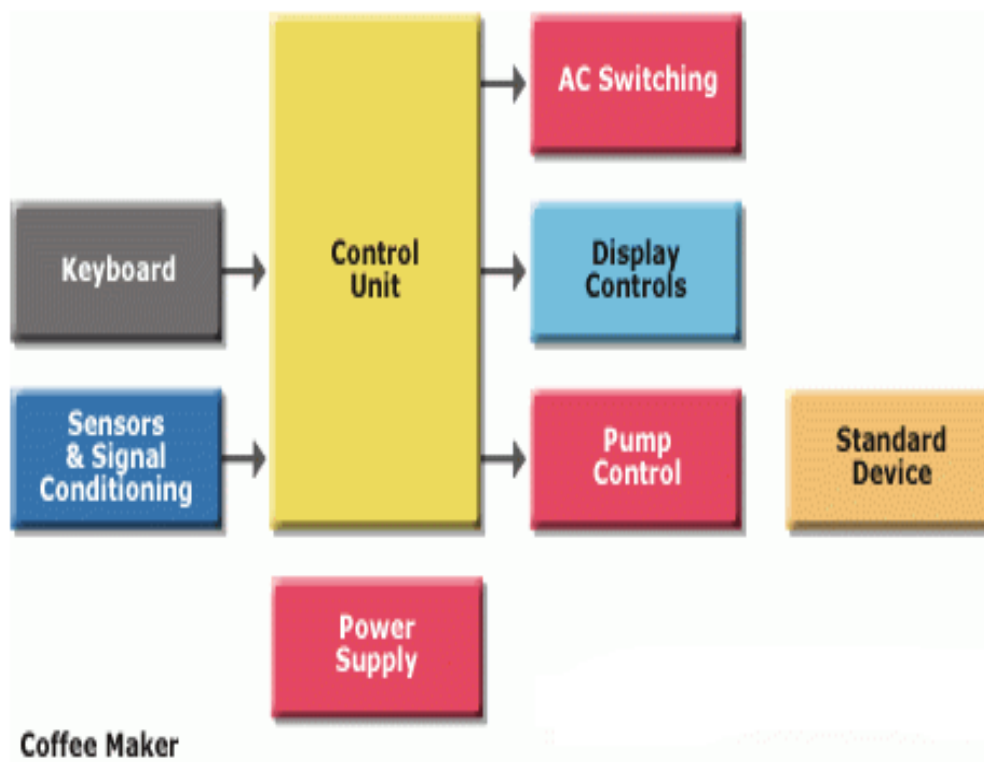 AC Switching
Keyboard
Control
Unit
Display
Controls
Sensors
& Signal
Conditioning
Pump
Control
Standard
Device
Power
Supply
Coffee Maker